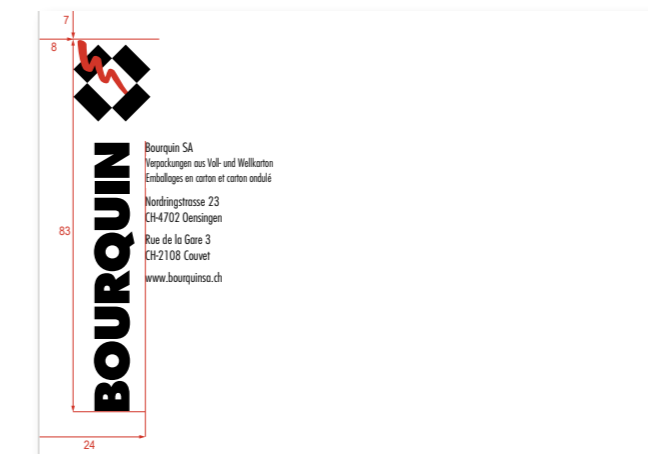 7
8
BOURQUIN
Bourquin SA
Verpackungen aus Voll- und Wellkarton
Emballages en carton et carton ondulé
Nordringstrasse 23
CH-4702 Oensingen
83
Rue de la Gare 3
CH-2108 Couvet
www.bourquinsa.ch
24